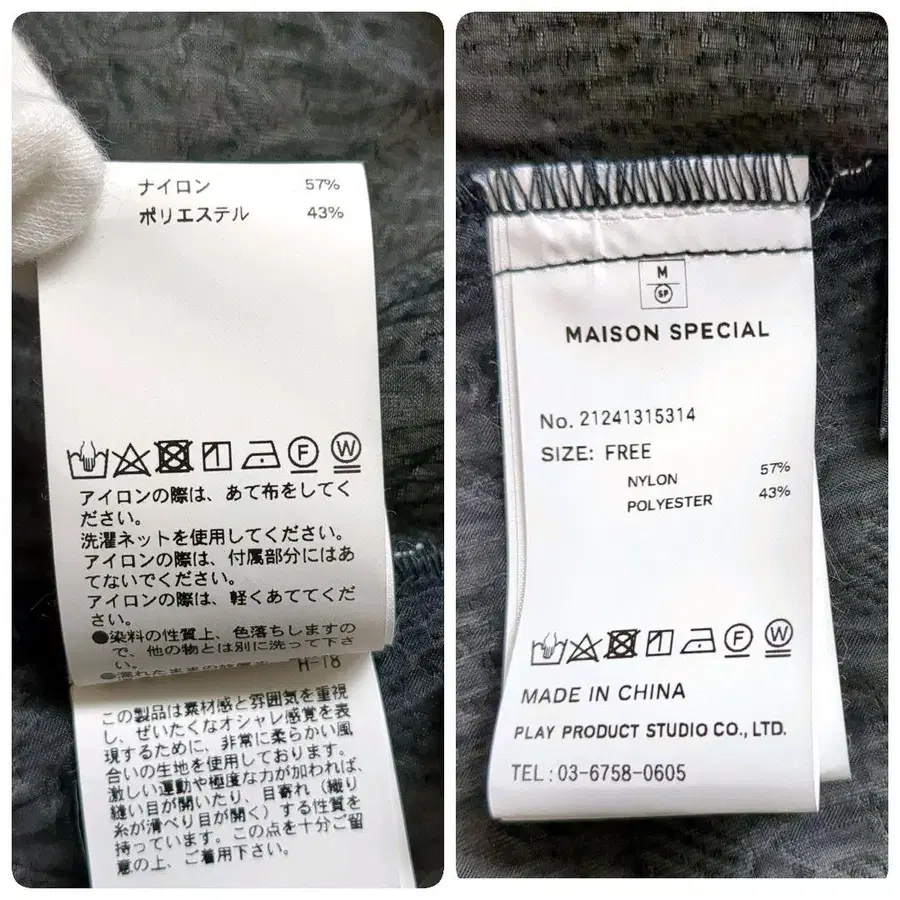 ナイロン 57%
ポリエステル 43%
F W
アイロンの際は、あて布をしてく
ださい。
洗濯ネットを使用してください。
アイロンの際は、付属部分にはあ
てないでください。
アイロンの際は、軽くあててくだ
さい。
●染料の性質上、色落ちしますの
で、他の物とは別に洗って下さ
い。
●濡れたままの放置
H-18
この製品は素材感と雰囲気を重視
し、ぜいたくなオシャレ感覚を表
現するために、非常に柔らかい風
合いの生地を使用しております。
激しい運動や極度な力が加われば、
縫い目が開いたり、目寄れ（織り
糸が滑べり目が開く）する性質を
持っています。この点を十分ご留
意の上、ご着用下さい。
M
SP
MAISON SPECIAL
No. 21241315314
SIZE: FREE
NYLON 57%
POLYESTER 43%
F W
MADE IN CHINA
PLAY PRODUCT STUDIO CO., LTD.
TEL : 03-6758-0605